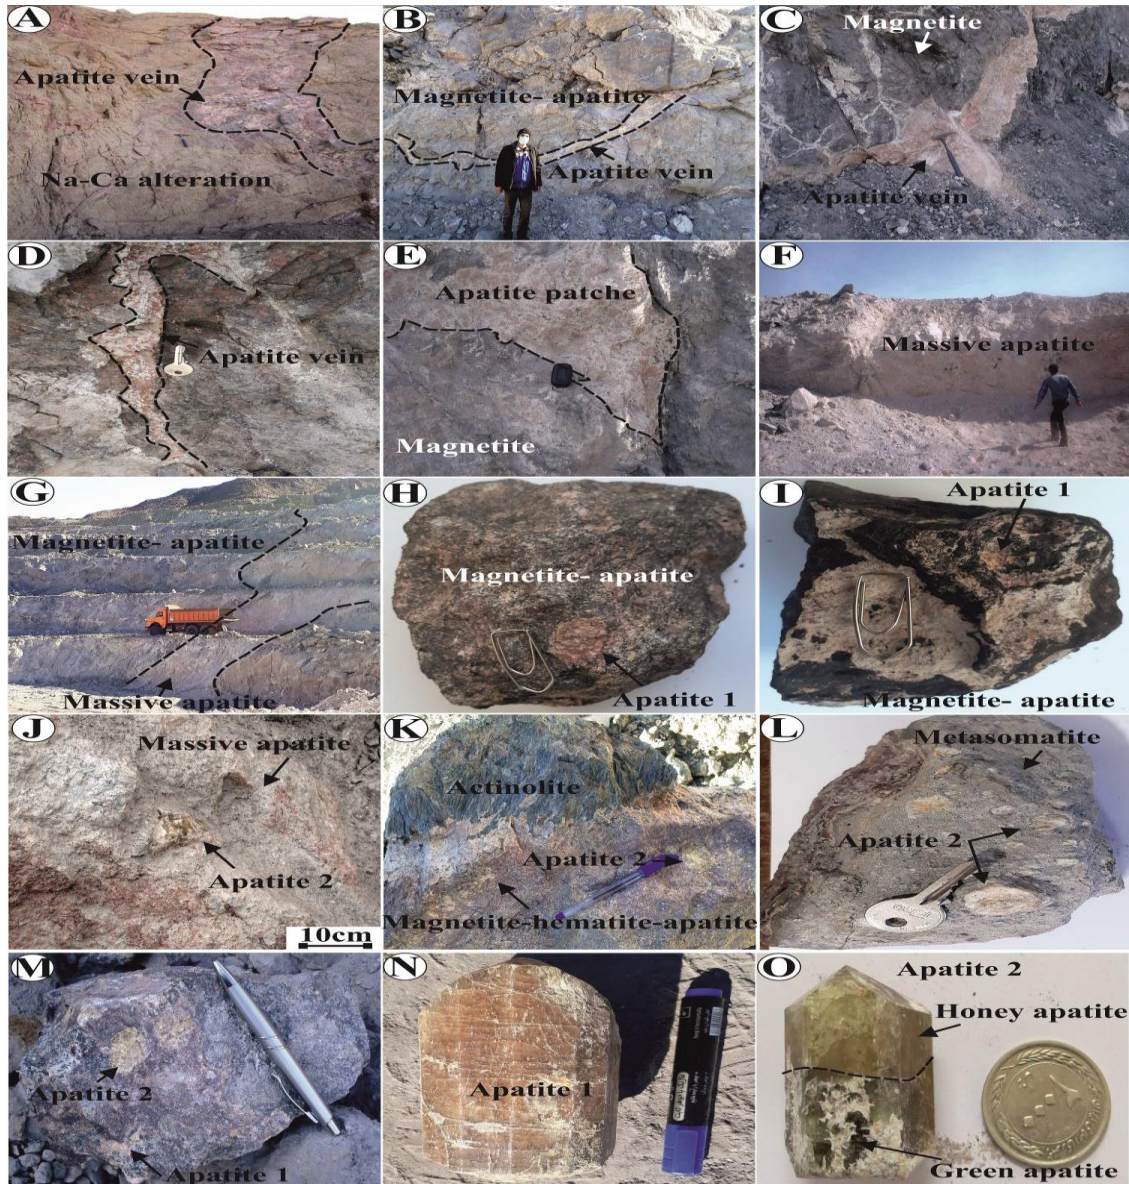 A
Apatite vein
Na-Ca alteration
B
Magnetite- apatite
Apatite vein
C
Magnetite
Apatite vein
D
Apatite vein
E
Apatite patche
Magnetite
F
Massive apatite
G
Magnetite- apatite
Massive apatite
H
Magnetite- apatite
Apatite 1
I
Apatite 1
Magnetite- apatite
J
Massive apatite
Apatite 2
10cm
K
Actinolite
Apatite 2
Magnetite-hematite-apatite
L
Metasomatite
Apatite 2
M
Apatite 2
Apatite 1
N
Apatite 1
O
Apatite 2
Honey apatite
Green apatite